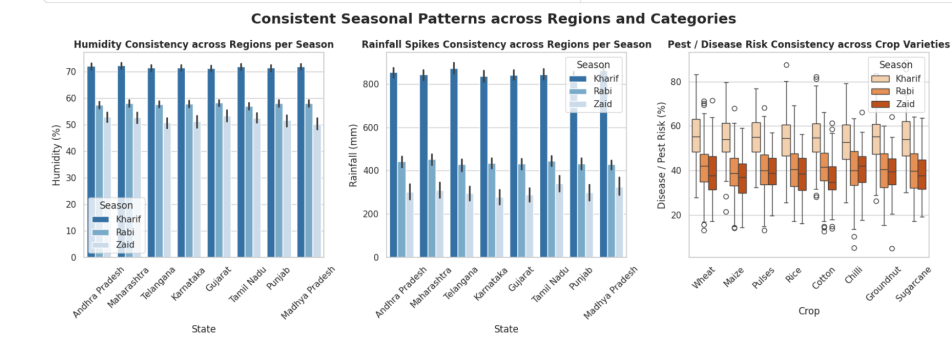 Consistent Seasonal Patterns across Regions and Categories
Humidity Consistency across Regions per Season
70
60
50
40
30
20
10
0
Humidity (%)
Season
Kharif
Rabi
Zaid
Andhra Pradesh
Maharashtra
Telangana
Karnataka
Gujarat
Tamil Nadu
Punjab
Madhya Pradesh
State
Rainfall Spikes Consistency across Regions per Season
800
600
400
200
0
Rainfall (mm)
Season
Kharif
Rabi
Zaid
Andhra Pradesh
Maharashtra
Telangana
Karnataka
Gujarat
Tamil Nadu
Punjab
Madhya Pradesh
State
Pest / Disease Risk Consistency across Crop Varieties
80
60
40
20
Disease / Pest Risk (%)
Season
Kharif
Rabi
Zaid
Wheat
Maize
Pulses
Rice
Cotton
Chilli
Groundnut
Sugarcane
Crop